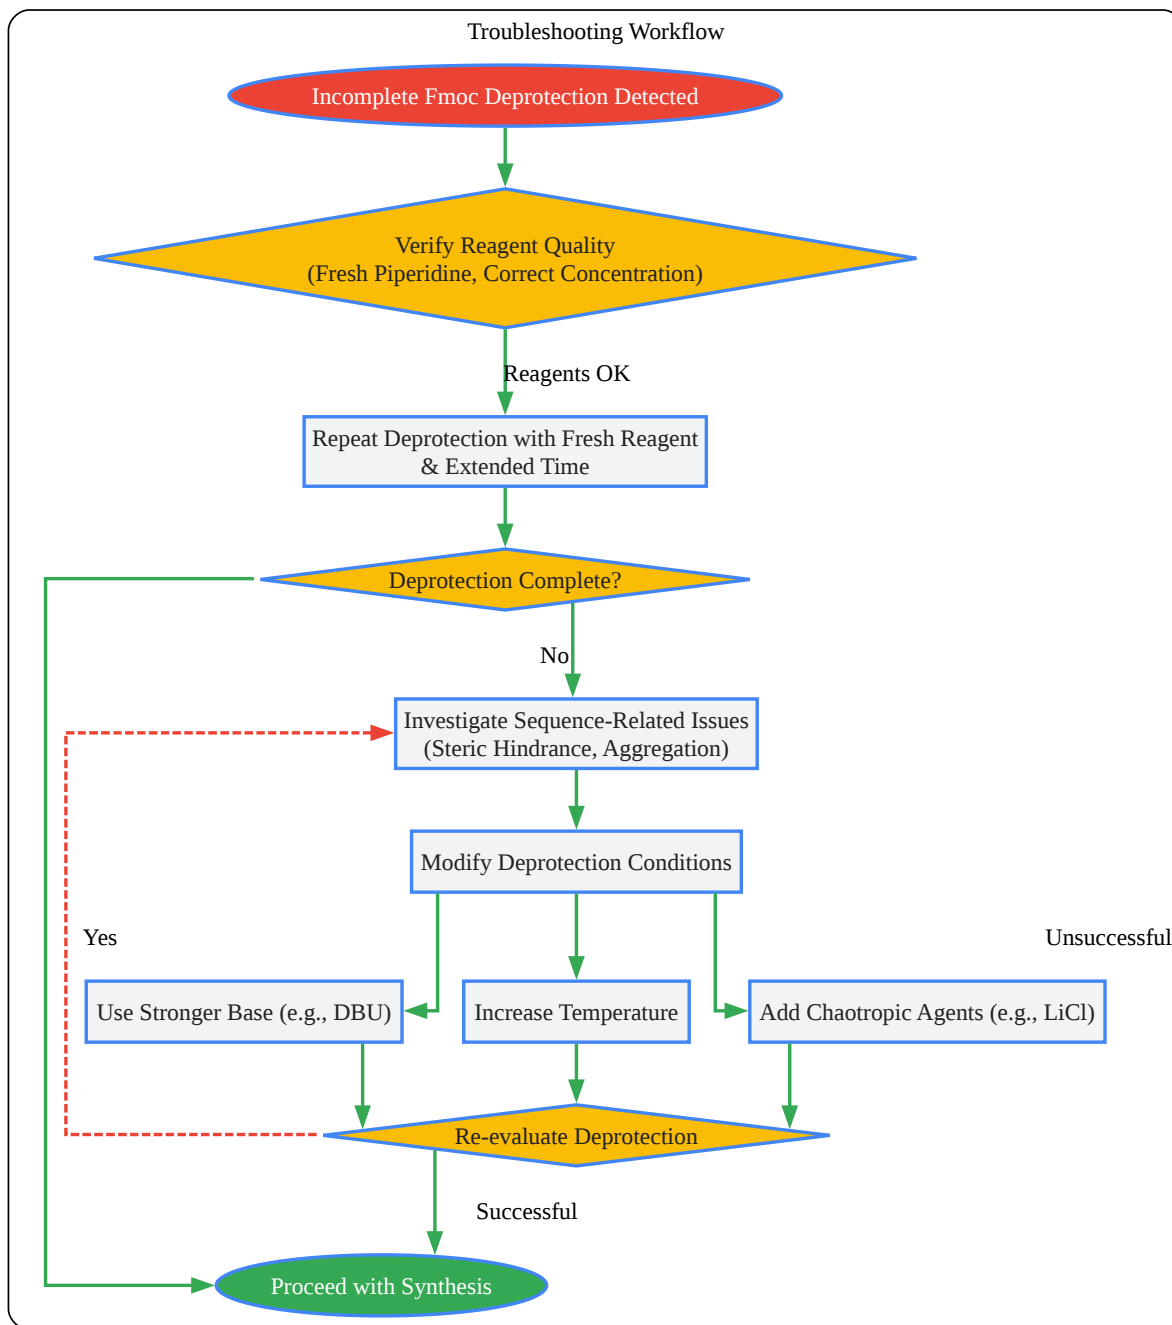 Troubleshooting Workflow
Incomplete Fmoc Deprotection Detected
Verify Reagent Quality
(Fresh Piperidine, Correct Concentration)
Reagents OK
Repeat Deprotection with Fresh Reagent
& Extended Time
Deprotection Complete?
No
Investigate Sequence-Related Issues
(Steric Hindrance, Aggregation)
Modify Deprotection Conditions
Yes
Unsuccessful
Use Stronger Base (e.g., DBU)
Increase Temperature
Add Chaotropic Agents (e.g., LiCl)
Re-evaluate Deprotection
Successful
Proceed with Synthesis